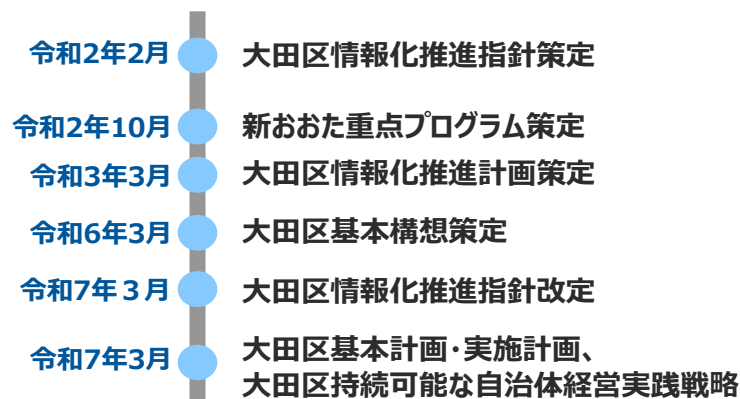 令和2年2月 大田区情報化推進指針策定
令和2年10月 新おおた重点プログラム策定
令和3年3月 大田区情報化推進計画策定
令和6年3月 大田区基本構想策定
令和7年３月 大田区情報化推進指針改定
令和7年3月 大田区基本計画・実施計画、
大田区持続可能な自治体経営実践戦略